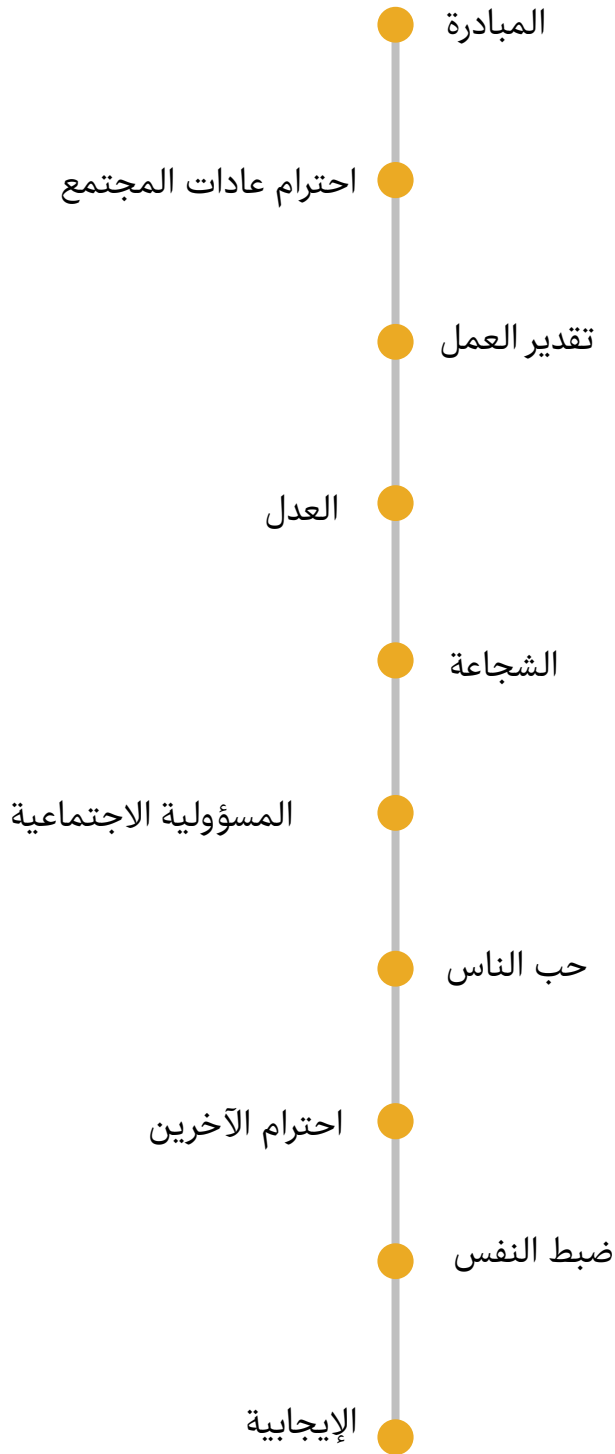 المبادرة
احترام عادات المجتمع
تقدير العمل
العدل
الشجاعة
المسؤولية الاجتماعية
حب الناس
احترام الآخرين
ضبط النفس
الإيجابية